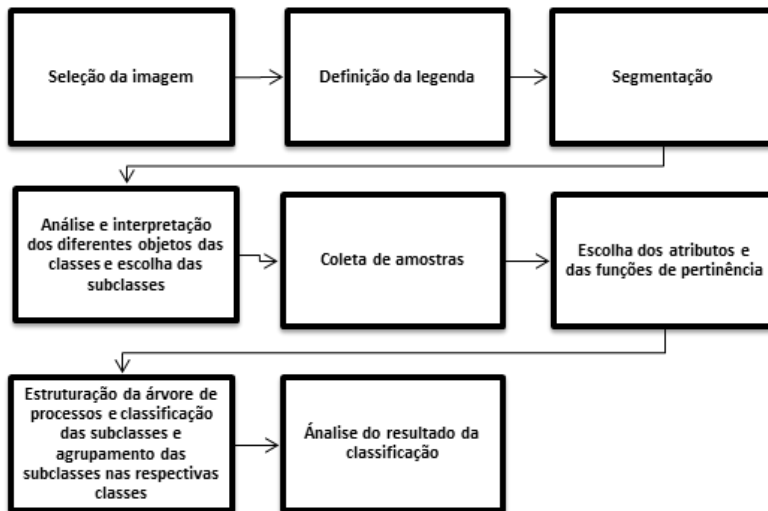 Seleção da imagem
Definição da legenda
Segmentação
Análise e interpretação
dos diferentes objetos das
classes e escolha das
subclasses
Coleta de amostras
Escolha dos atributos e
das funções de pertinência
Estruturação da árvore de
processos e classificação
das subclasses e
agrupamento das
subclasses nas respectivas
classes
Ánalise do resultado da
classificação